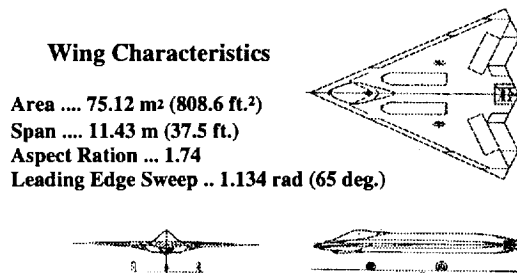 Wing Characteristics
Area .... 75.12 m² (808.6 ft.²)
Span .... 11.43 m (37.5 ft.)
Aspect Ration ... 1.74
Leading Edge Sweep .. 1.134 rad (65 deg.)